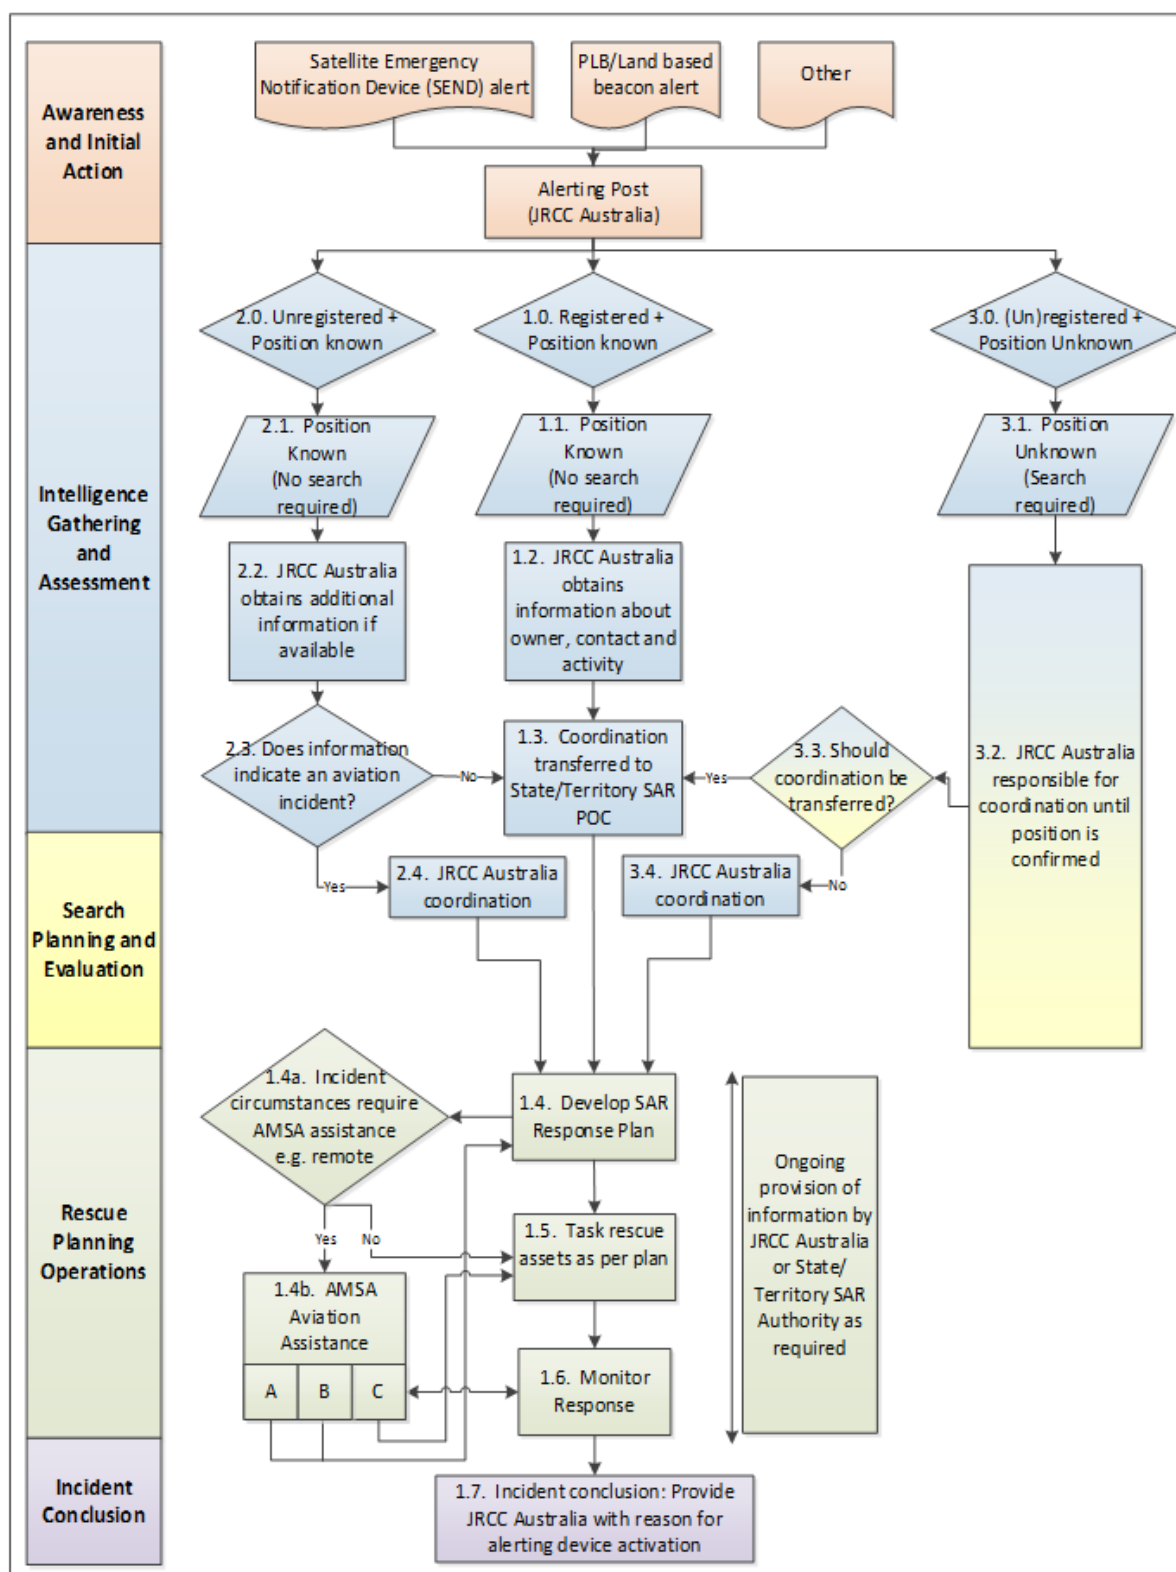 Satellite Emergency
Notification Device (SEND) alert
PLB/Land based
beacon alert
Other
Awareness
and Initial
Action
Alerting Post
(JRCC Australia)
2.0. Unregistered +
Position known
1.0. Registered +
Position known
3.0. (Un)registered +
Position Unknown
2.1. Position
Known
(No search
required)
1.1. Position
Known
(No search
required)
3.1. Position
Unknown
(Search
required)
Intelligence
Gathering
and
Assessment
2.2. JRCC Australia
obtains additional
information if
available
1.2. JRCC Australia
obtains
information about
owner, contact and
activity
2.3. Does information
indicate an aviation
incident?
No
1.3. Coordination
transferred to
State/Territory SAR
POC
Yes
3.3. Should
coordination be
transferred?
3.2. JRCC Australia
responsible for
coordination until
position is
confirmed
Yes
2.4. JRCC Australia
coordination
3.4. JRCC Australia
coordination
No
Search
Planning and
Evaluation
1.4a. Incident
circumstances require
AMSA assistance
e.g. remote
1.4. Develop SAR
Response Plan
Rescue
Planning
Operations
Yes
No
1.5. Task rescue
assets as per plan
Ongoing
provision of
information by
JRCC Australia
or State/
Territory SAR
Authority as
required
1.4b. AMSA
Aviation
Assistance
A
B
C
1.6. Monitor
Response
Incident
Conclusion
1.7. Incident conclusion: Provide
JRCC Australia with reason for
alerting device activation